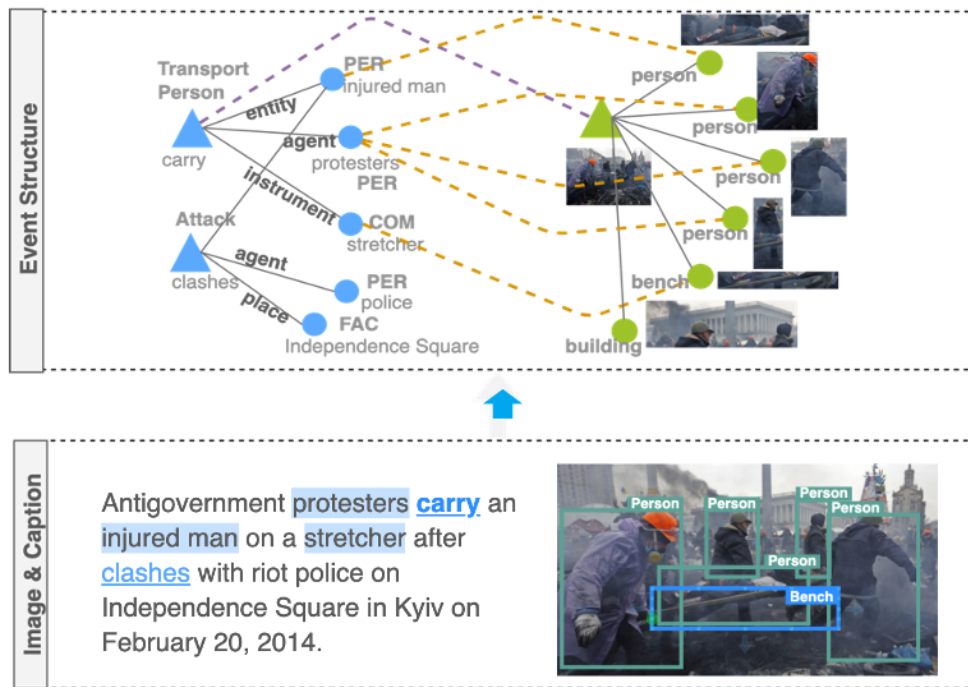 Event Structure
Transport
Person
carry
entity
agent
instrument
PER
injured man
protesters
PER
COM
stretcher
Attack
clashes
agent
place
PER
police
FAC
Independence Square
person
person
person
person
bench
building
Image & Caption
Antigovernment protesters carry an
injured man on a stretcher after
clashes with riot police on
Independence Square in Kyiv on
February 20, 2014.
Person
Person
Person
Person
Person
Bench